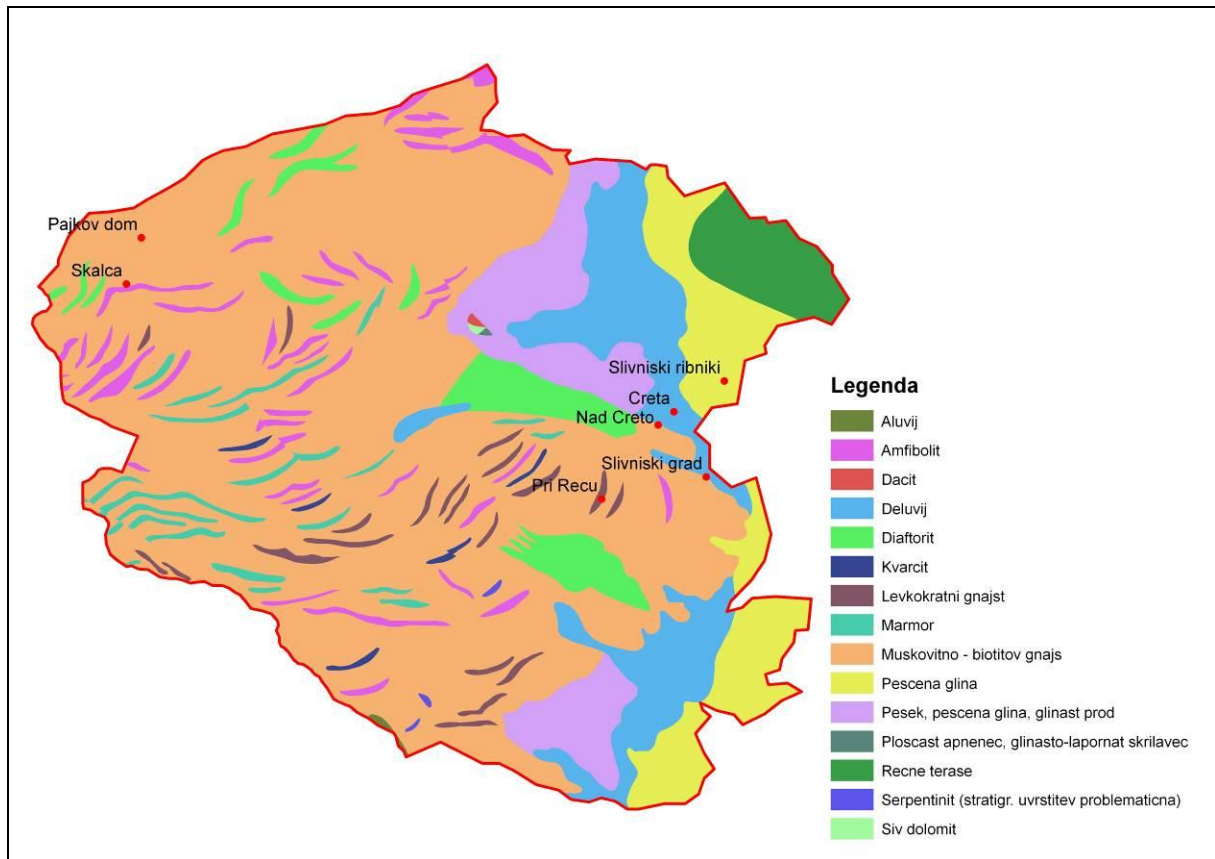 Pajkov dom
Skalca
Slivniski ribniki
Creta
Nad Creto
Slivniski grad
Pri Recu
Legenda
Aluvij
Amfibolit
Dacit
Deluvij
Diaftorit
Kvarcit
Levkokratni gnajst
Marmor
Muskovitno - biotitov gnajs
Pescena glina
Pesek, pescena glina, glinast prod
Ploscast apnenec, glinasto-lapornat skrilavec
Recne terase
Serpentinit (stratigr. uvrstitev problematicna)
Siv dolomit